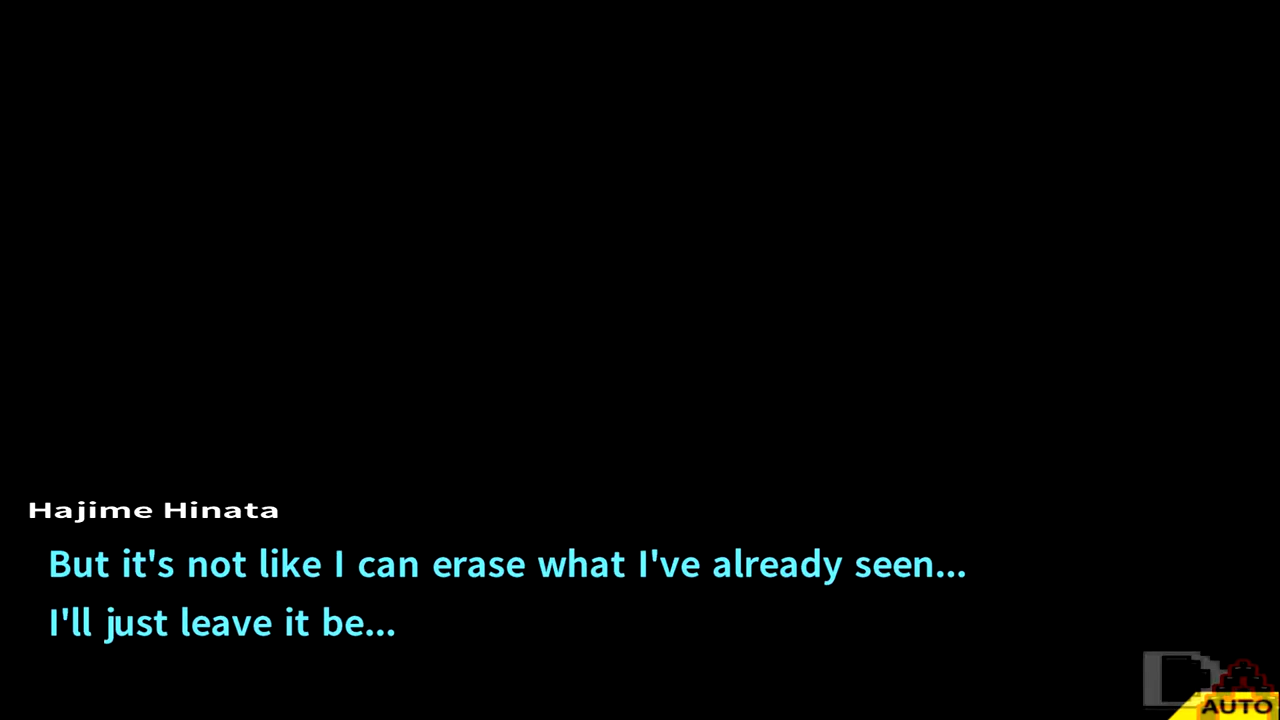 Hajime Hinata
But it's not like I can erase what I've already seen...
I'll just leave it be...
AUTO